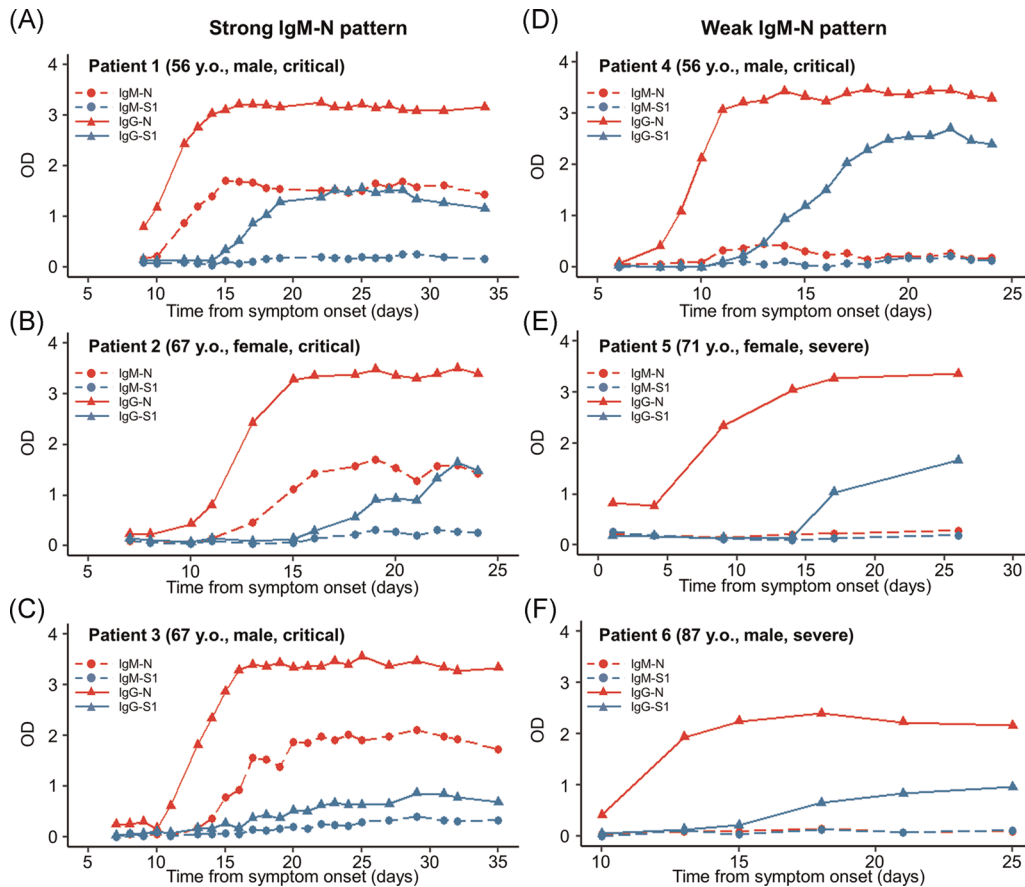 (A)
Strong IgM-N pattern
Patient 1 (56 y.o., male, critical)
IgM-N
IgM-S1
IgG-N
IgG-S1
OD
4
3
2
1
0
5 10 15 20 25 30 35
Time from symptom onset (days)
(B)
Patient 2 (67 y.o., female, critical)
IgM-N
IgM-S1
IgG-N
IgG-S1
OD
4
3
2
1
0
5 10 15 20 25
Time from symptom onset (days)
(C)
Patient 3 (67 y.o., male, critical)
IgM-N
IgM-S1
IgG-N
IgG-S1
OD
4
3
2
1
0
5 10 15 20 25 30 35
Time from symptom onset (days)
(D)
Weak IgM-N pattern
Patient 4 (56 y.o., male, critical)
IgM-N
IgM-S1
IgG-N
IgG-S1
OD
4
3
2
1
0
5 10 15 20 25
Time from symptom onset (days)
(E)
Patient 5 (71 y.o., female, severe)
IgM-N
IgM-S1
IgG-N
IgG-S1
OD
4
3
2
1
0
0 5 10 15 20 25 30
Time from symptom onset (days)
(F)
Patient 6 (87 y.o., male, severe)
IgM-N
IgM-S1
IgG-N
IgG-S1
OD
4
3
2
1
0
10 15 20 25
Time from symptom onset (days)